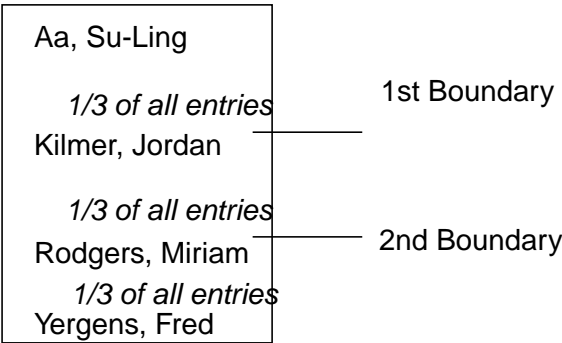 Aa, Su-Ling
1/3 of all entries
1st Boundary
Kilmer, Jordan
1/3 of all entries
Rodgers, Miriam
2nd Boundary
1/3 of all entries
Yergens, Fred